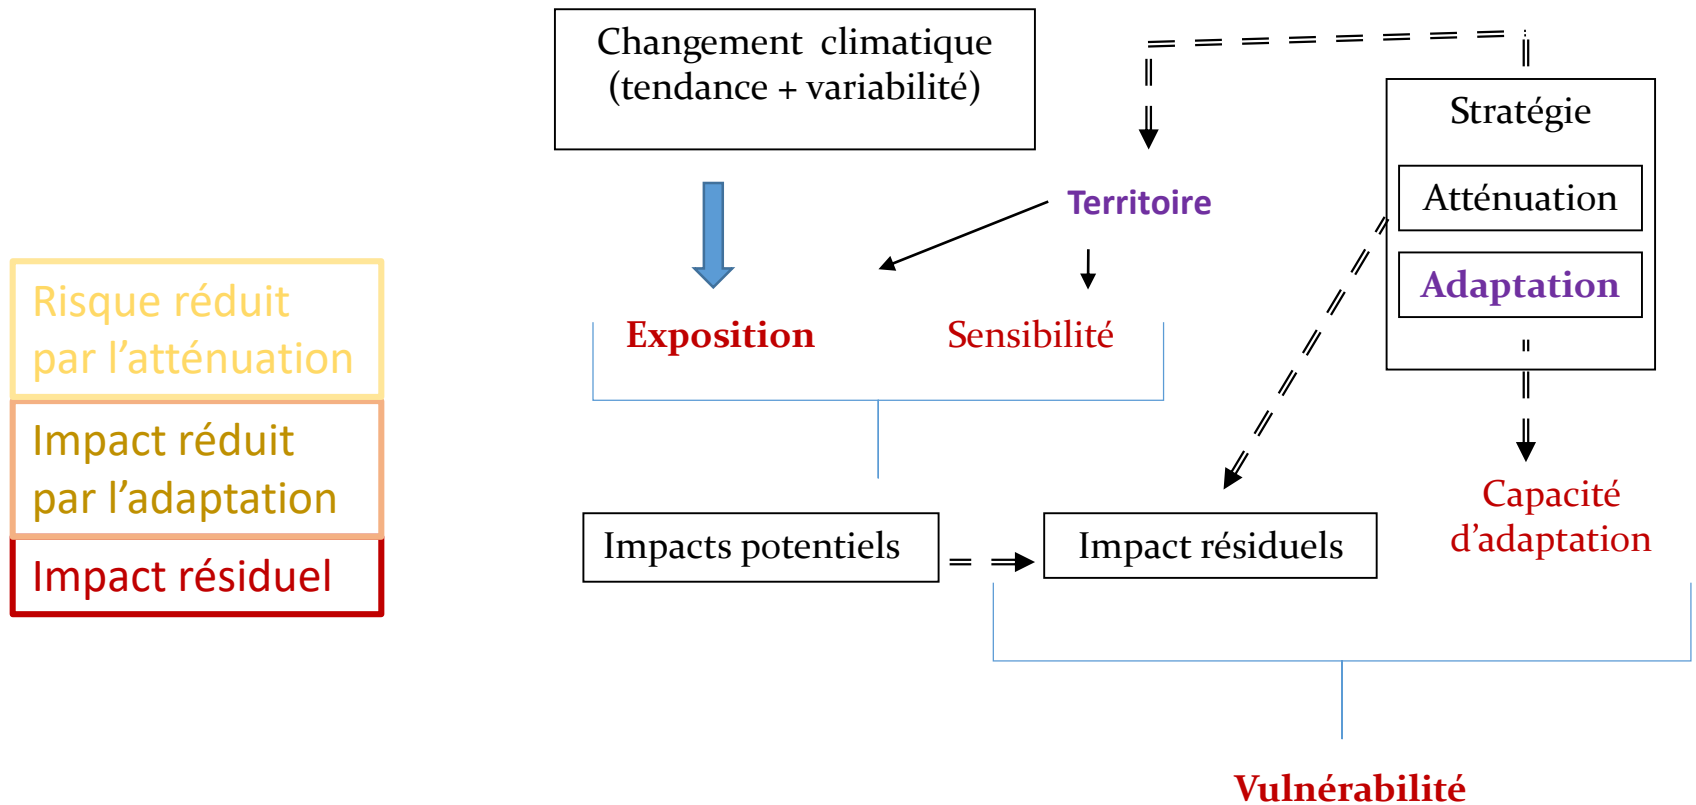 Changement climatique
(tendance + variabilité)
Stratégie
Atténuation
Adaptation
Territoire
Exposition
Sensibilité
Risque réduit
par l’atténuation
Impact réduit
par l’adaptation
Impact résiduel
Impacts potentiels
Impact résiduels
Capacité
d’adaptation
Vulnérabilité